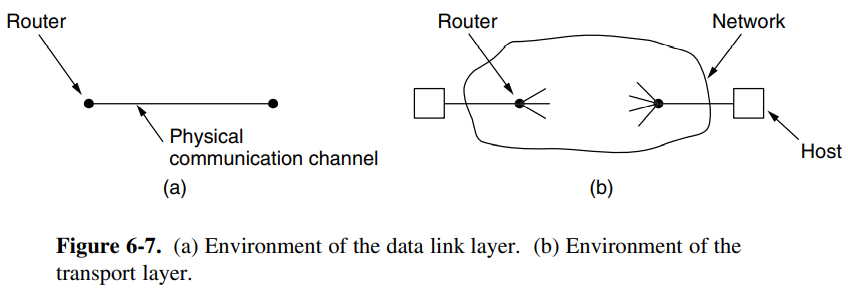 Router
Router
Network
Physical
communication channel
Host
(a)
(b)
Figure 6-7. (a) Environment of the data link layer. (b) Environment of the
transport layer.